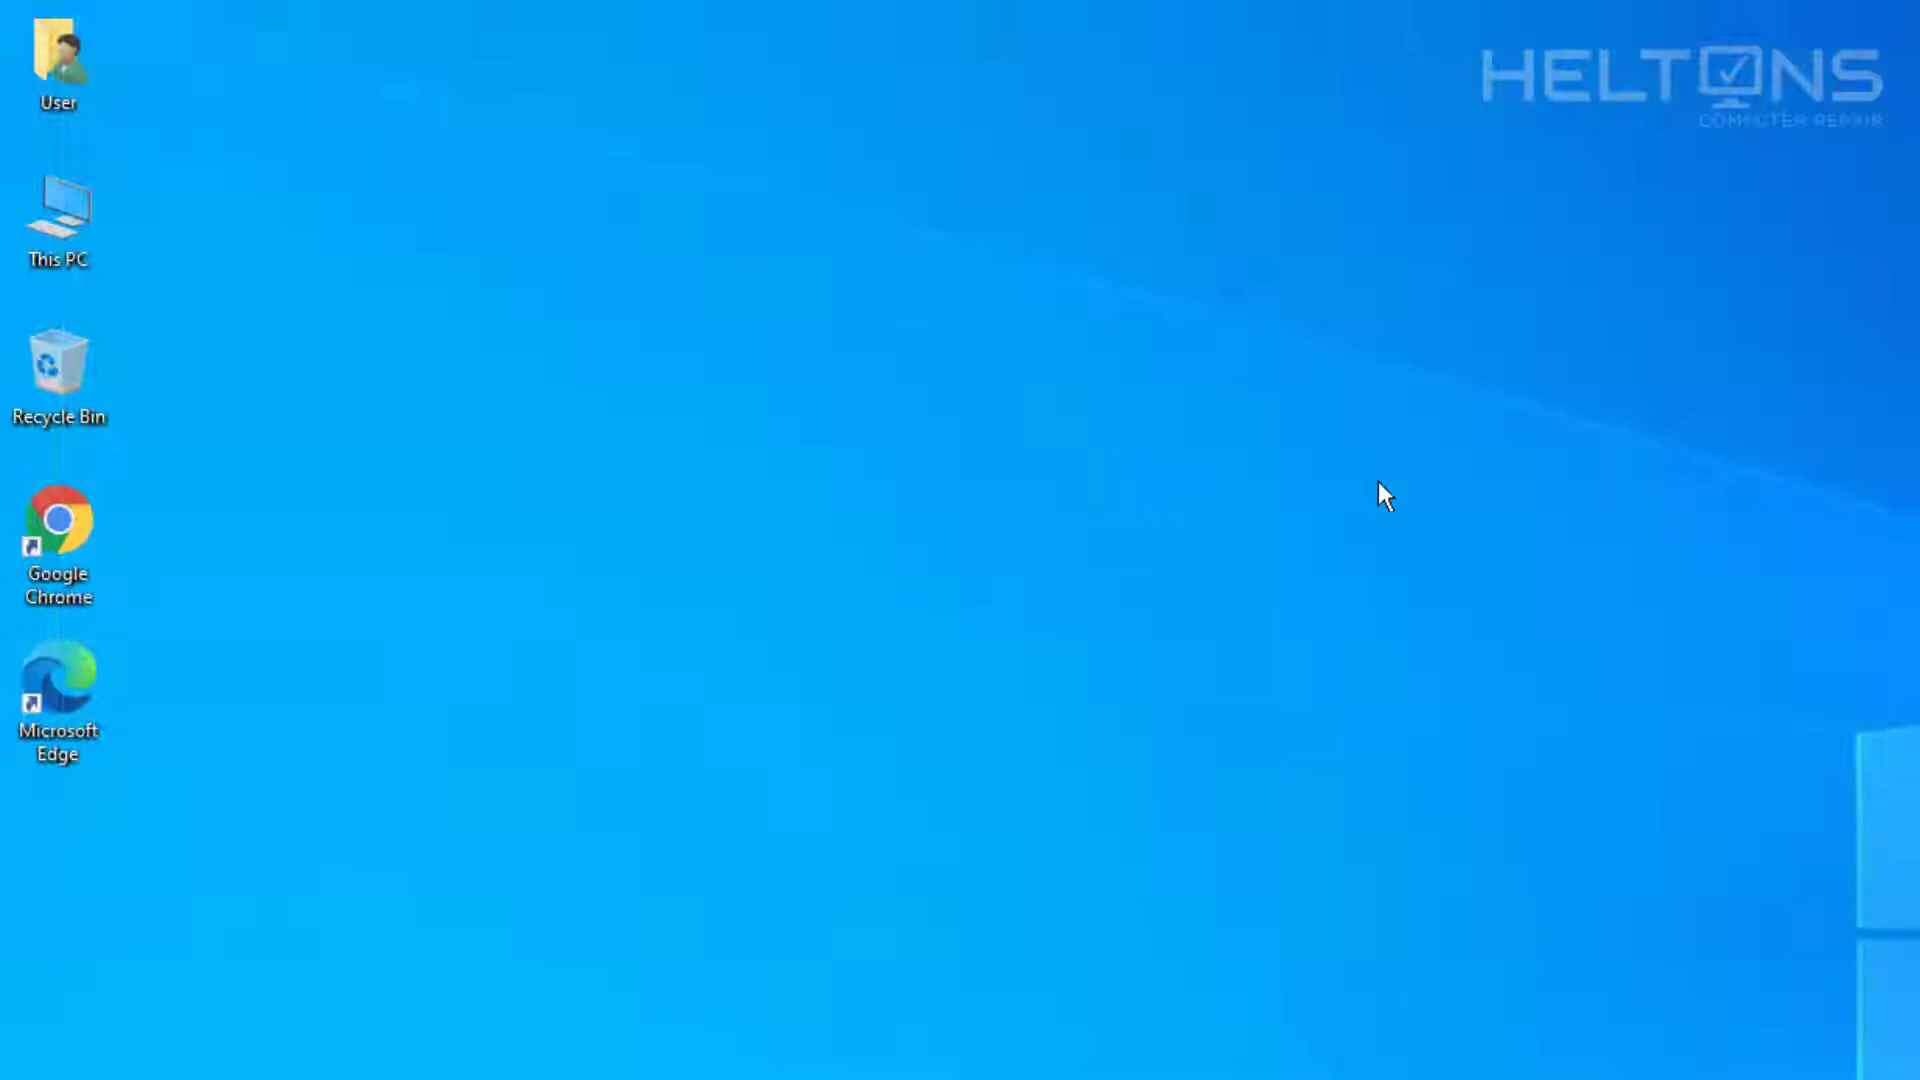 HELTONS
COMPUTER REPAIR
User
This PC
Recycle Bin
Google
Chrome
Microsoft
Edge